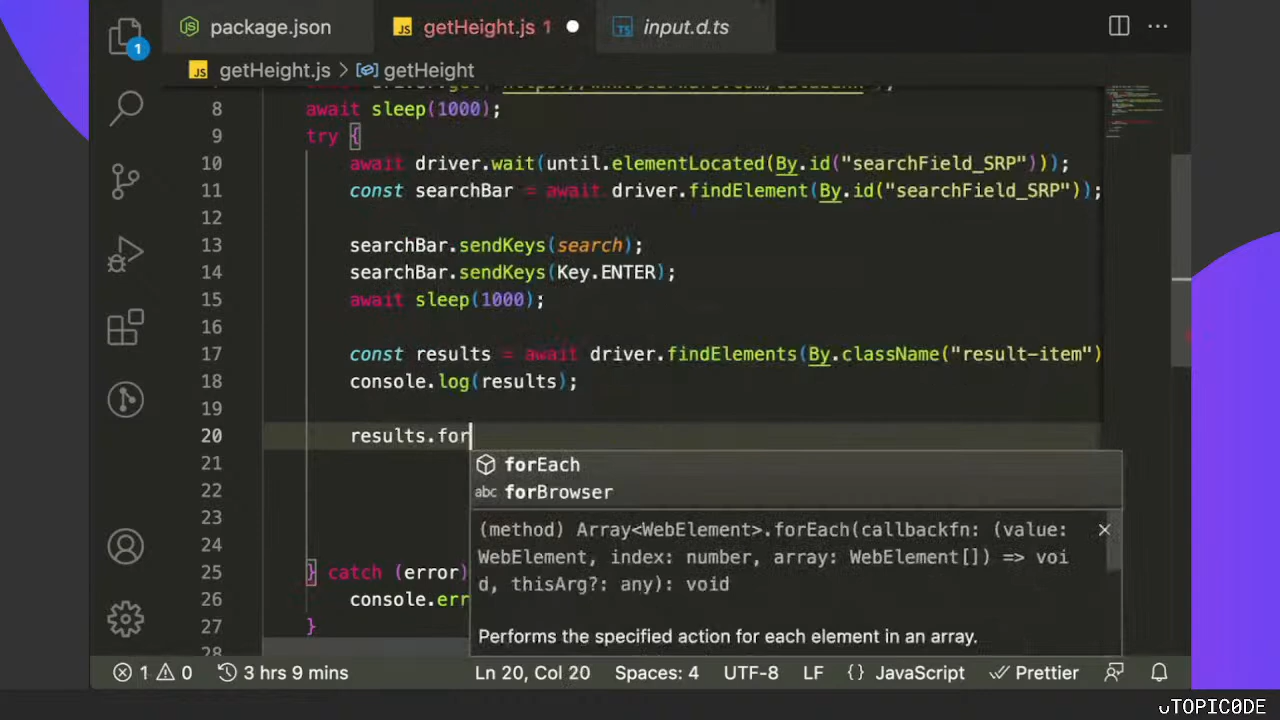 package.json
getHeight.js 1
input.d.ts
1
JS getHeight.js > getHeight
8 await sleep(1000);
9 try {
10 await driver.wait(until.elementLocated(By.id("searchField_SRP")));
11 const searchBar = await driver.findElement(By.id("searchField_SRP"));
12
13 searchBar.sendKeys(search);
14 searchBar.sendKeys(Key.ENTER);
15 await sleep(1000);
16
17 const results = await driver.findElements(By.className("result-item")
18 console.log(results);
19
20 results.for
21
22
23
24
25 } catch (error)
26 console.err
27 }
28
forEach
abc forBrowser
(method) Array<WebElement>.forEach(callbackfn: (value:
WebElement, index: number, array: WebElement[]) => voi
d, thisArg?: any): void
Performs the specified action for each element in an array.
1 0 3 hrs 9 mins Ln 20, Col 20 Spaces: 4 UTF-8 LF {} JavaScript Prettier